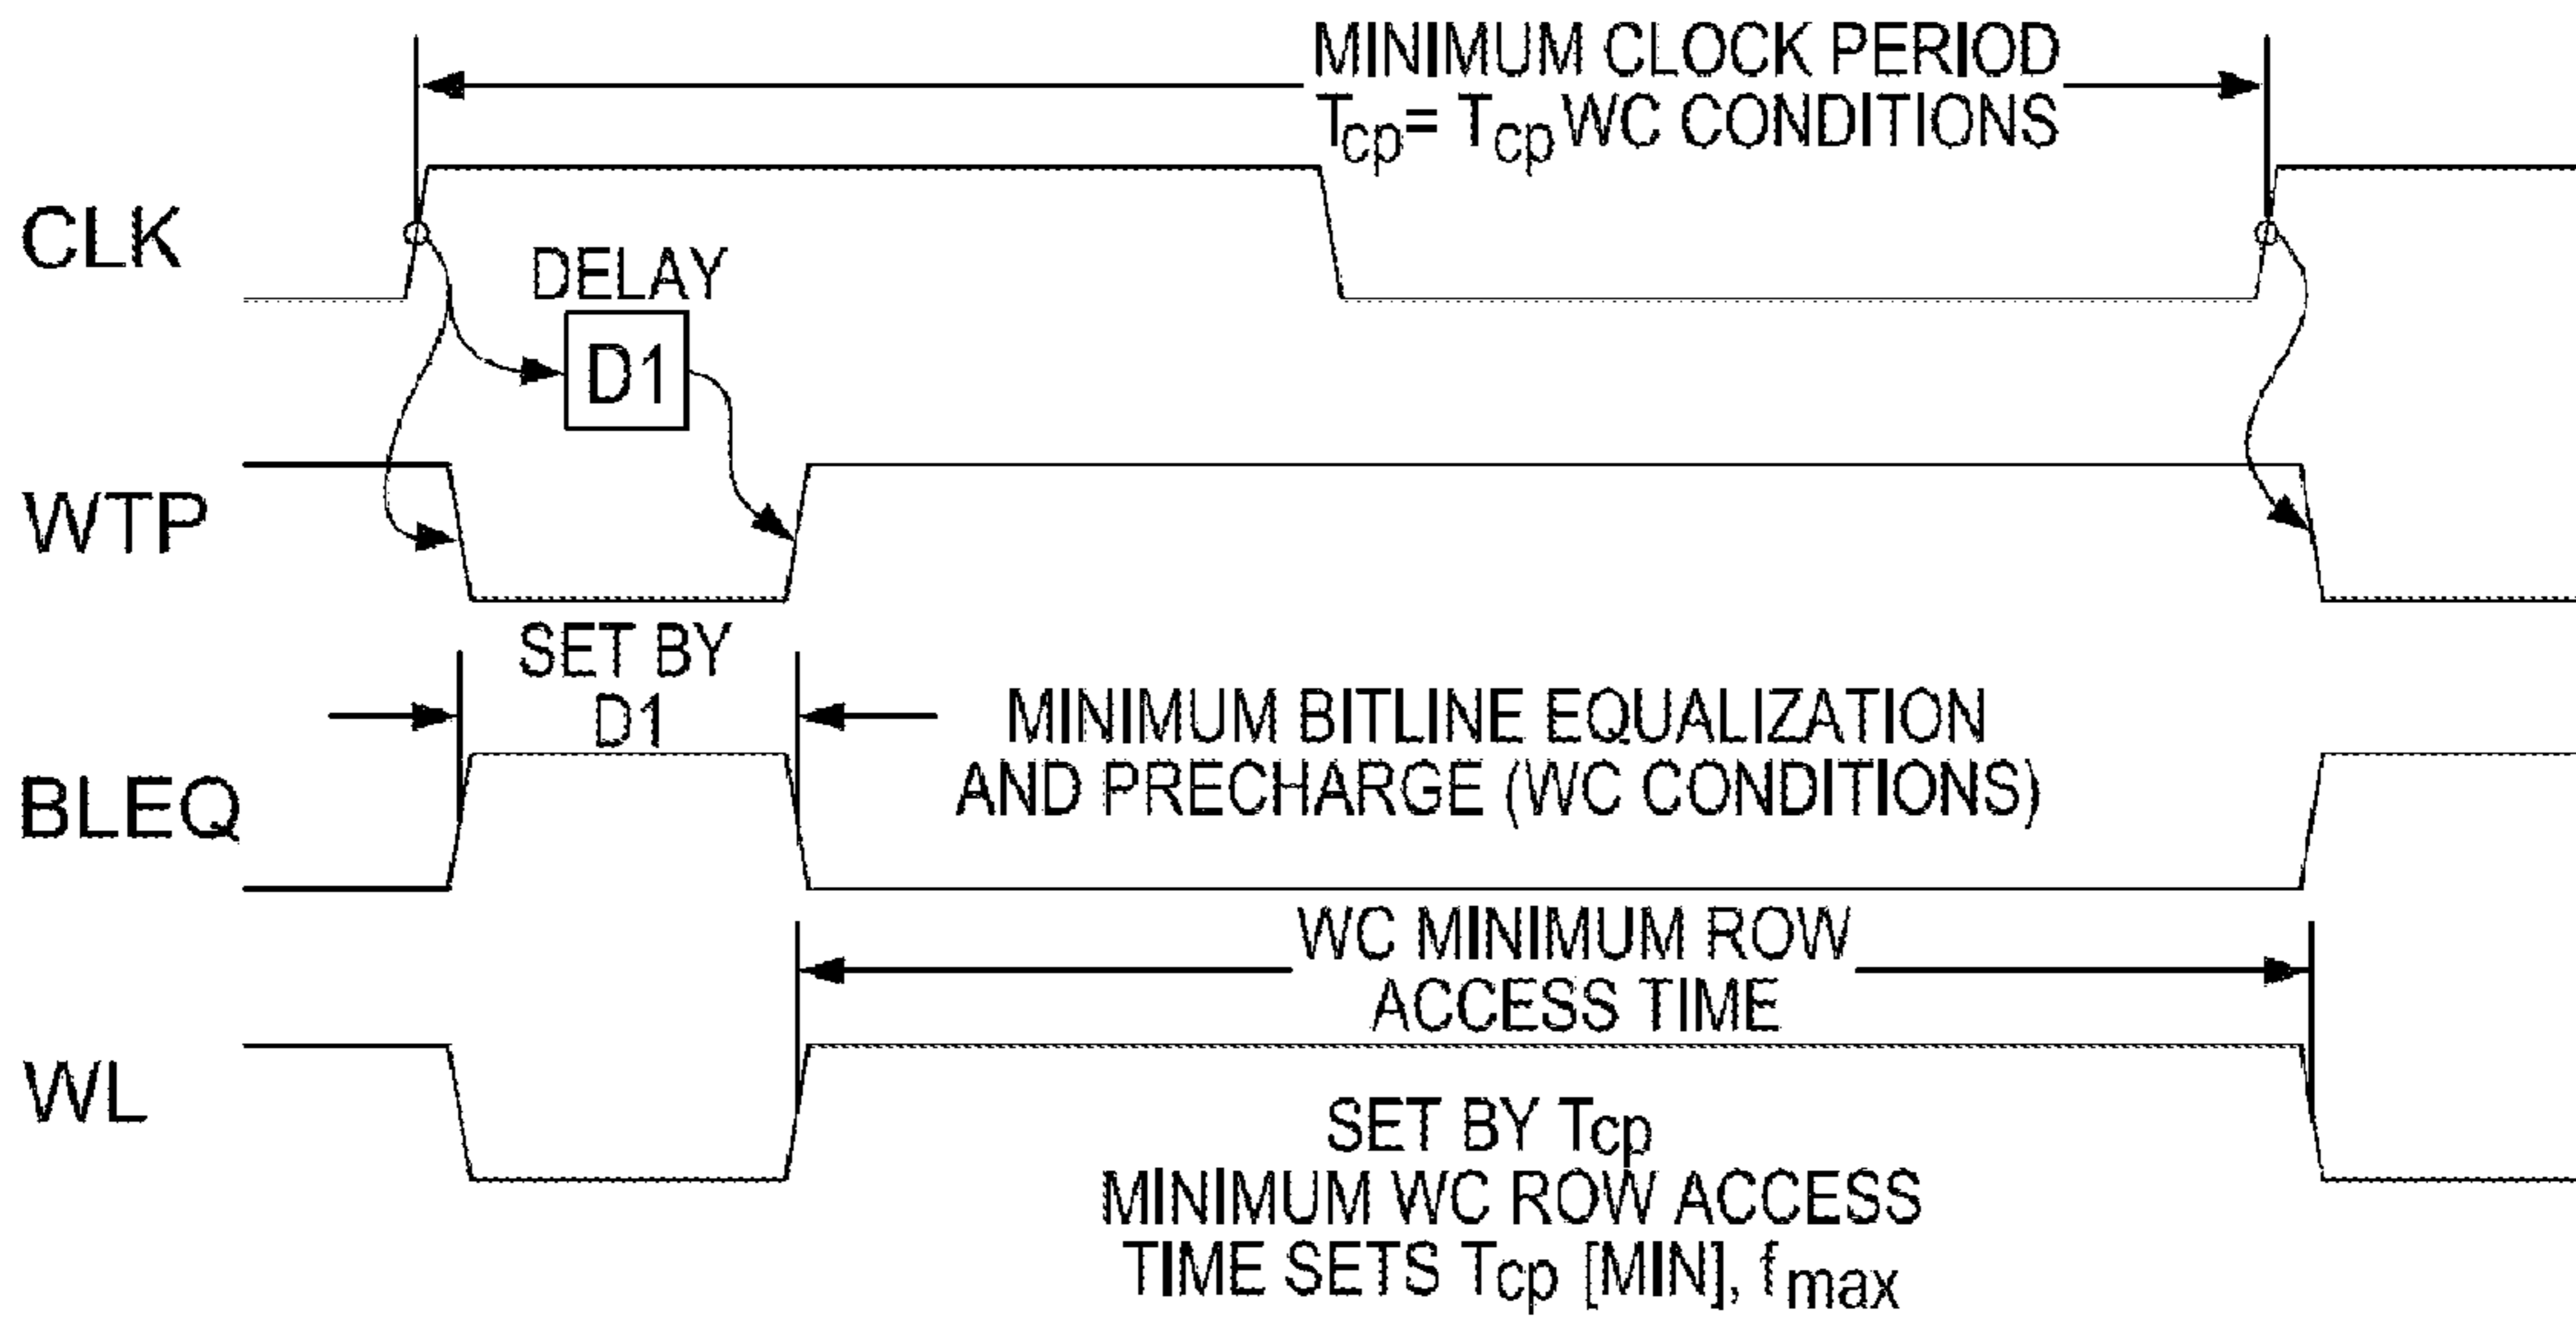 MINIMUM CLOCK PERIOD
Tcp= Tcp WC CONDITIONS
CLK
DELAY
D1
WTP
SET BY
D1
MINIMUM BITLINE EQUALIZATION
AND PRECHARGE (WC CONDITIONS)
BLEQ
WC MINIMUM ROW
ACCESS TIME
WL
SET BY Tcp
MINIMUM WC ROW ACCESS
TIME SETS Tcp [MIN], fmax